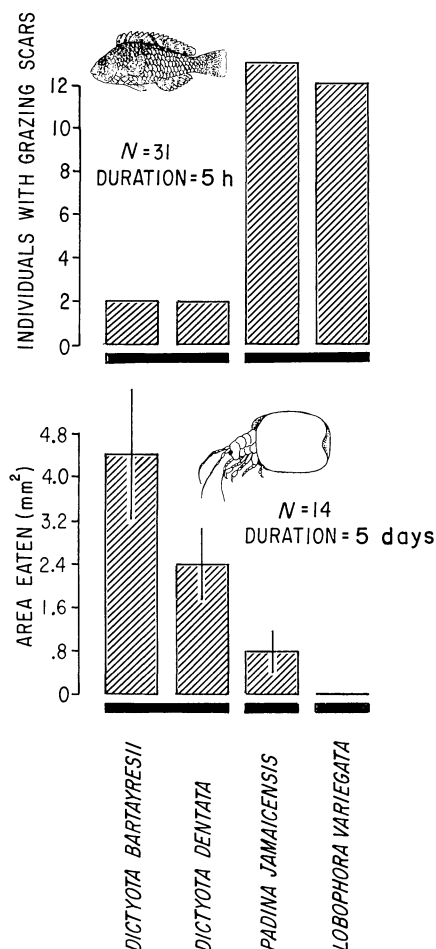 INDIVIDUALS WITH GRAZING SCARS
12
10
8
6
4
2
0
N = 31
DURATION = 5 h
AREA EATEN (mm²)
4.8
4.0
3.2
2.4
1.6
.8
0
N = 14
DURATION = 5 days
DICTYOTA BARTAYRESII
DICTYOTA DENTATA
PADINA JAMAICENSIS
LOBOPHORA VARIEGATA